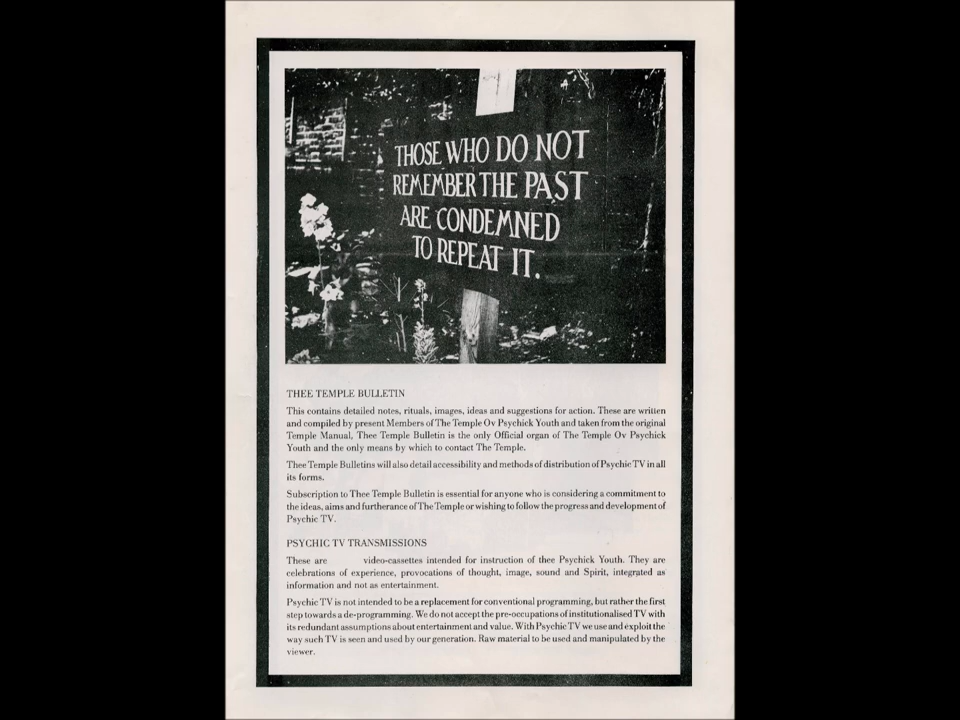 THOSE WHO DO NOT
REMEMBER THE PAST
ARE CONDEMNED
TO REPEAT IT.
THEE TEMPLE BULLETIN
This contains detailed notes, rituals, images, ideas and suggestions for action. These are written
and compiled by present Members of The Temple Ov Psychick Youth and taken from the original
Temple Manual, Thee Temple Bulletin is the only Official organ of The Temple Ov Psychick
Youth and the only means by which to contact The Temple.
Thee Temple Bulletins will also detail accessibility and methods of distribution of Psychic TV in all
its forms.
Subscription to Thee Temple Bulletin is essential for anyone who is considering a commitment to
the ideas, aims and furtherance of The Temple or wishing to follow the progress and development of
Psychic TV.
PSYCHIC TV TRANSMISSIONS
These are video-cassettes intended for instruction of thee Psychick Youth. They are
celebrations of experience, provocations of thought, image, sound and Spirit, integrated as
information and not as entertainment.
Psychic TV is not intended to be a replacement for conventional programming, but rather the first
step towards a de-programming. We do not accept the pre-occupations of institutionalised TV with
its redundant assumptions about entertainment and value. With Psychic TV we use and exploit the
way such TV is seen and used by our generation. Raw material to be used and manipulated by the
viewer.